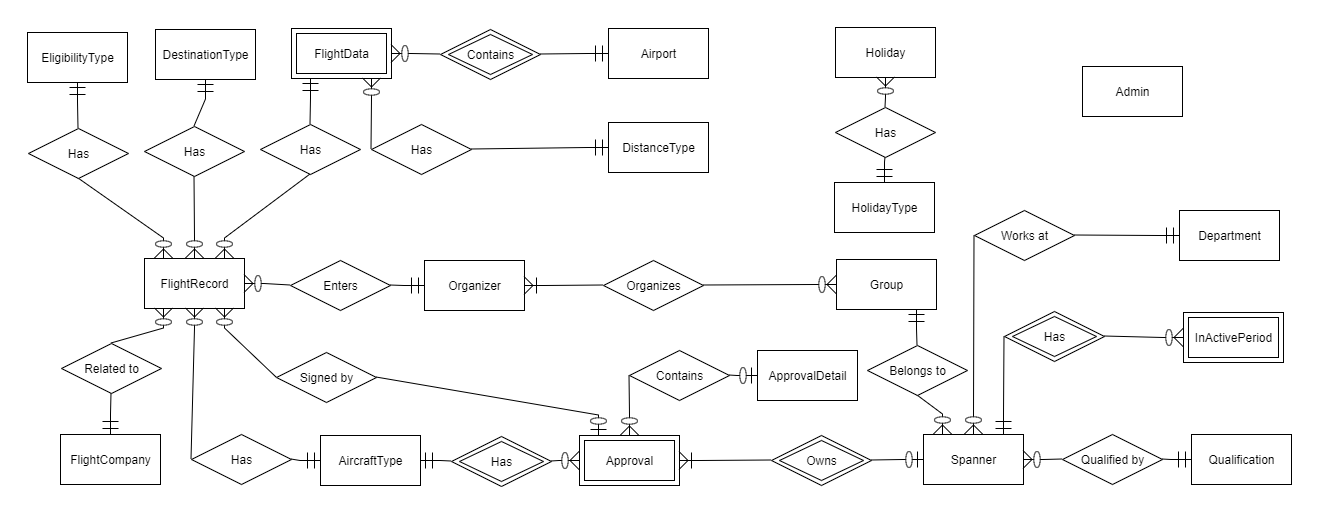 EligibilityType
DestinationType
FlightData
Contains
Airport
Holiday
Admin
Has
Has
Has
Has
DistanceType
Has
HolidayType
Works at
Department
FlightRecord
Enters
Organizer
Organizes
Group
Has
InActivePeriod
Related to
Signed by
Contains
ApprovalDetail
Belongs to
FlightCompany
Has
AircraftType
Has
Approval
Owns
Spanner
Qualified by
Qualification